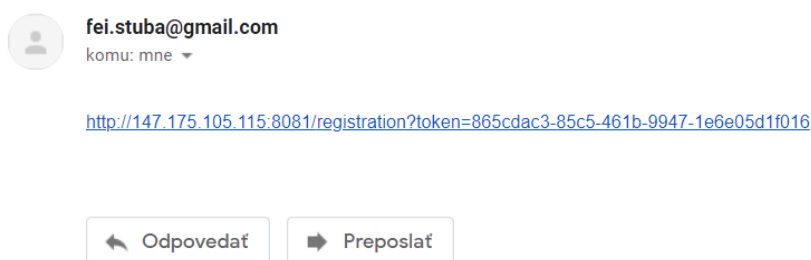 fei.stuba@gmail.com
komu: mne
http://147.175.105.115:8081/registration?token=865cdac3-85c5-461b-9947-1e6e05d1f016
Odpovedať
Preposlať